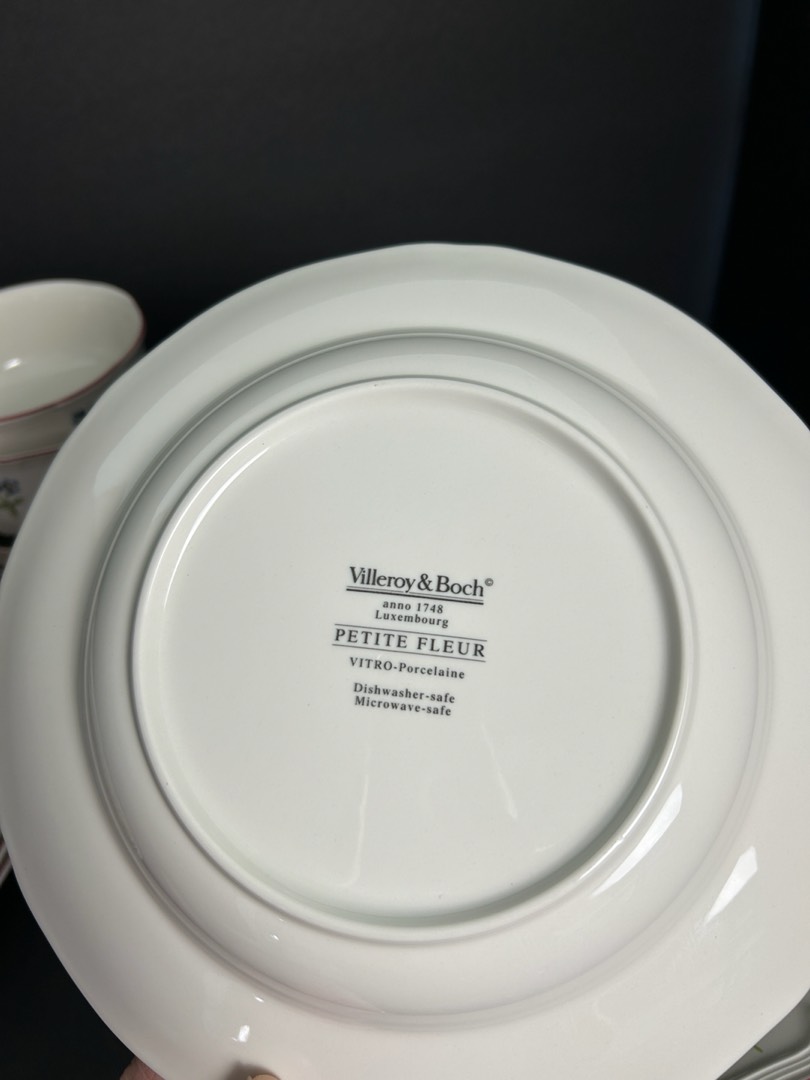 Villeroy & Boch©
anno 1748
Luxembourg
PETITE FLEUR
VITRO-Porcelaine
Dishwasher-safe
Microwave-safe